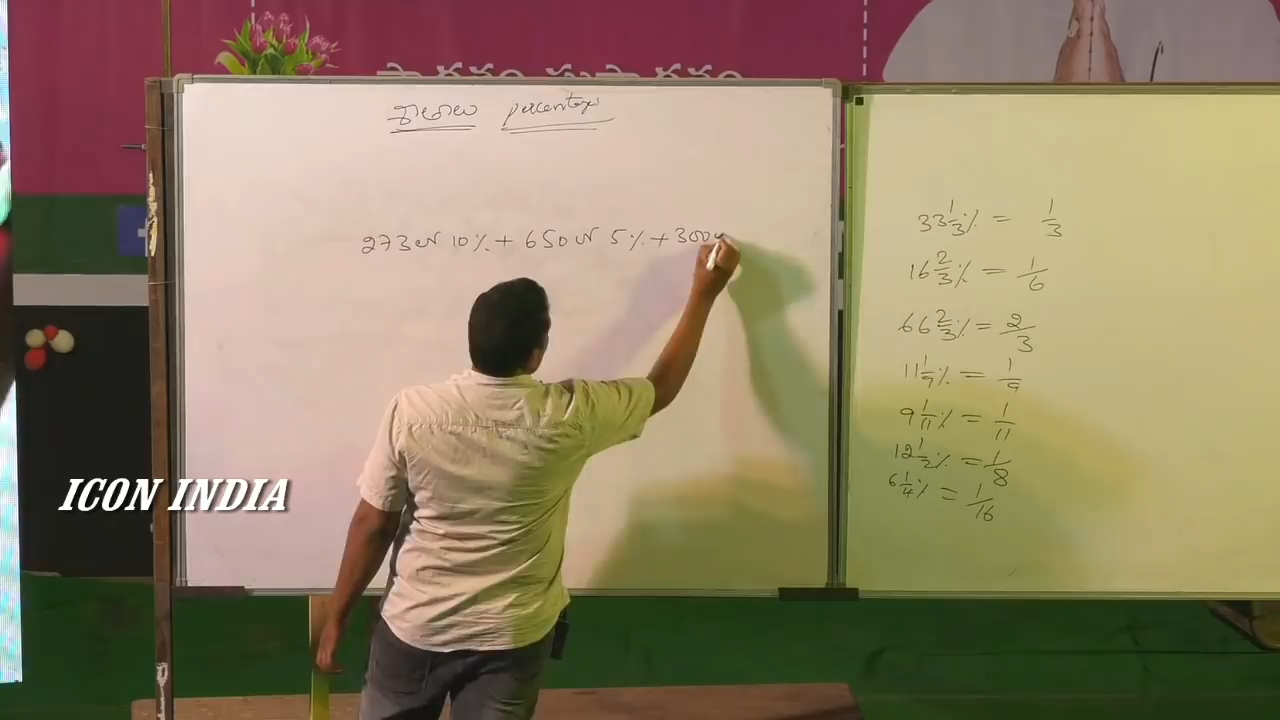 శాతాలు percentages
273లో 10% + 650లో 5% + 300
33 1/3% = 1/3
16 2/3% = 1/6
66 2/3% = 2/3
11 1/9% = 1/9
9 1/11% = 1/11
12 1/2% = 1/8
6 1/4% = 1/16
ICON INDIA